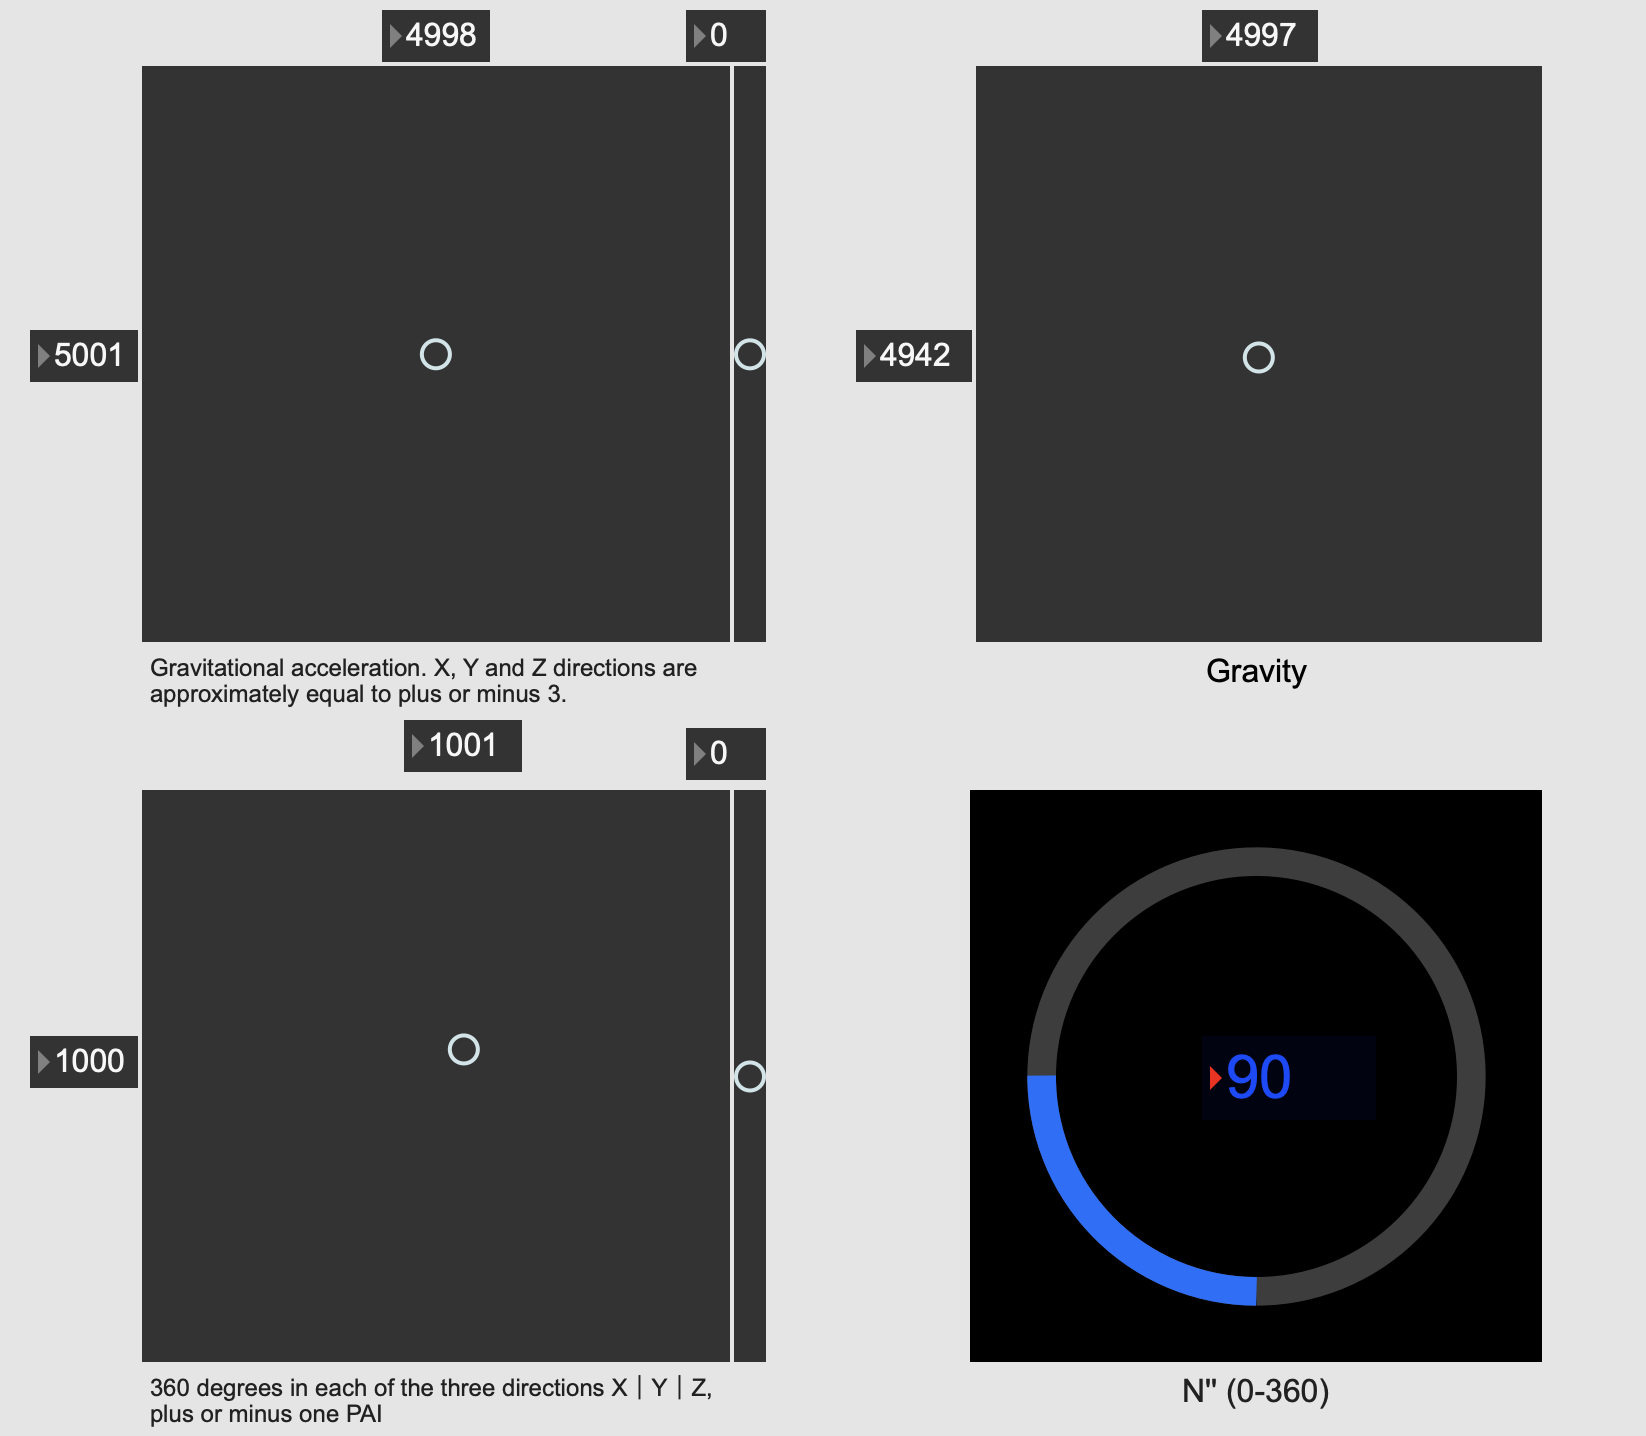 4998
0
4997
5001
4942
Gravitational acceleration. X, Y and Z directions are
approximately equal to plus or minus 3.
Gravity
1001
0
1000
90
360 degrees in each of the three directions X｜Y｜Z,
plus or minus one PAI
N" (0-360)